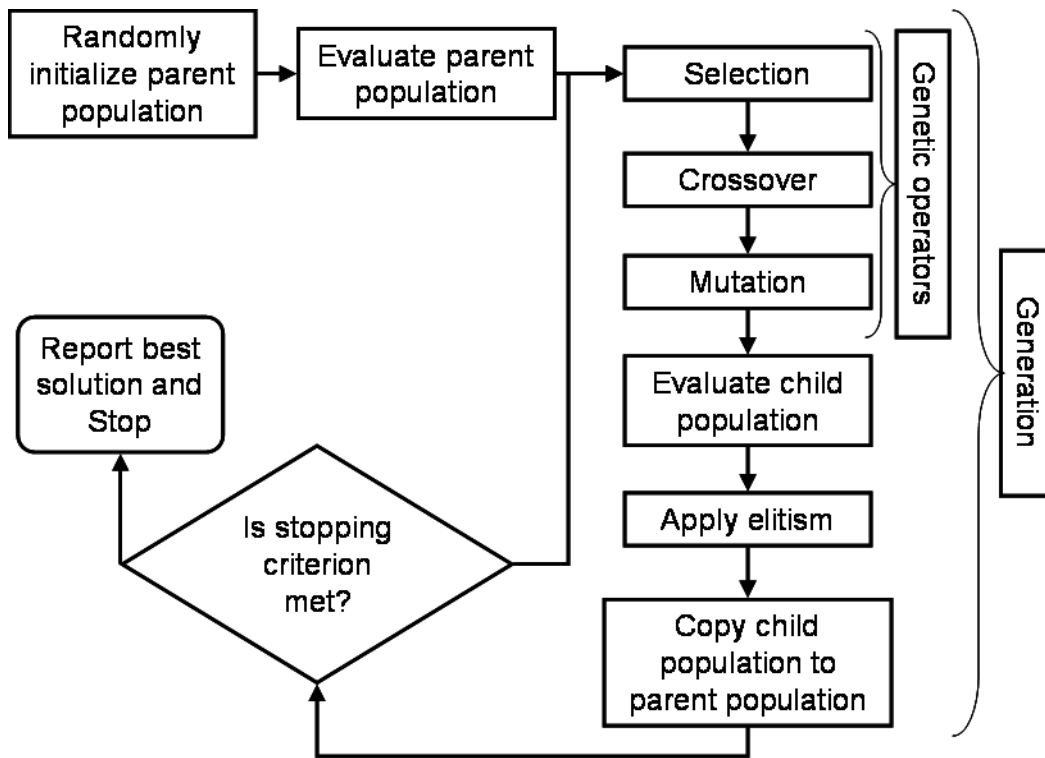 Randomly
initialize parent
population
Evaluate parent
population
Selection
Crossover
Mutation
Genetic operators
Evaluate child
population
Apply elitism
Copy child
population to
parent population
Generation
Is stopping
criterion
met?
Report best
solution and
Stop